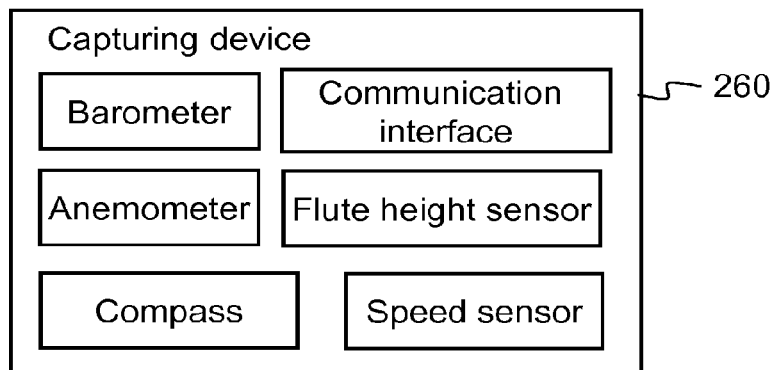 Capturing device
Barometer
Communication
interface
260
Anemometer
Flute height sensor
Compass
Speed sensor